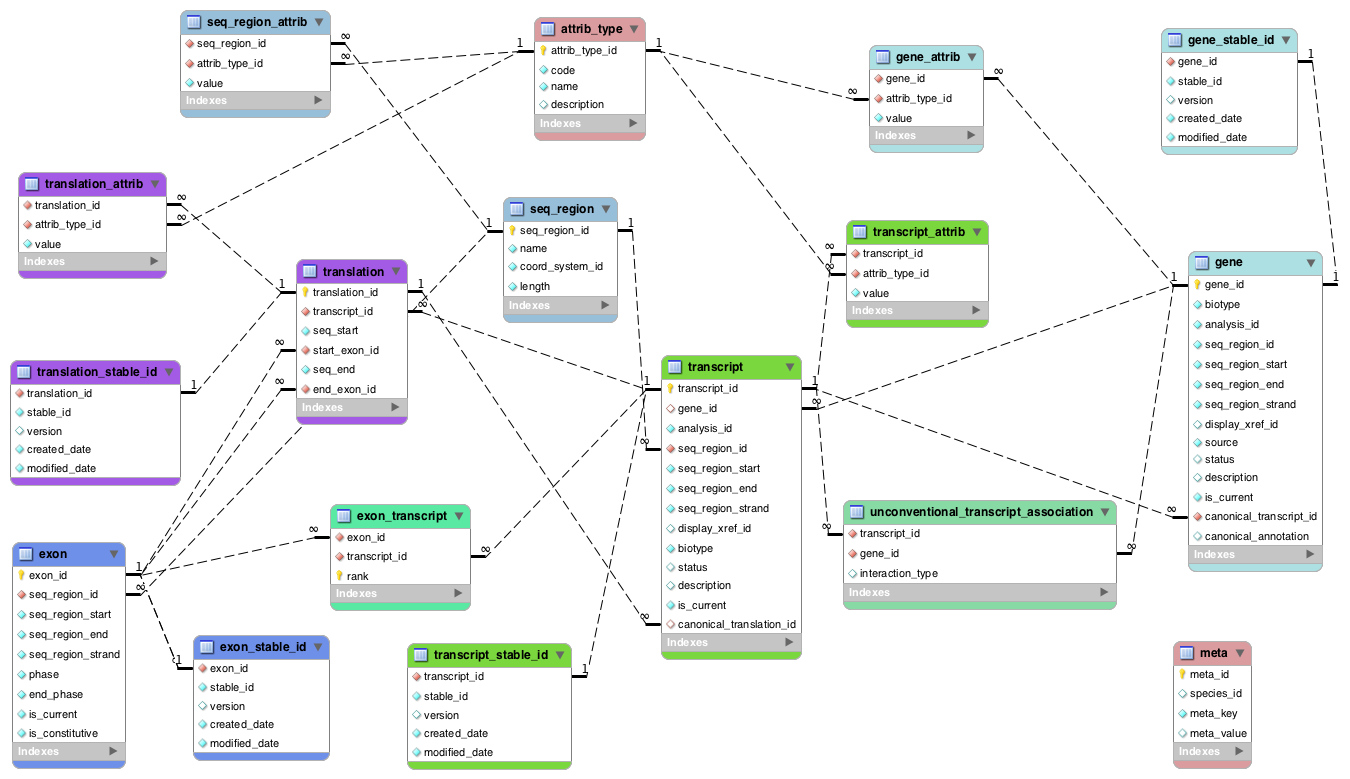 seq_region_attrib
seq_region_id
attrib_type_id
value
Indexes
attrib_type
attrib_type_id
code
name
description
Indexes
gene_attrib
gene_id
attrib_type_id
value
Indexes
gene_stable_id
gene_id
stable_id
version
created_date
modified_date
translation_attrib
translation_id
attrib_type_id
value
Indexes
seq_region
seq_region_id
name
coord_system_id
length
Indexes
transcript_attrib
transcript_id
attrib_type_id
value
Indexes
gene
gene_id
biotype
analysis_id
seq_region_id
seq_region_start
seq_region_end
seq_region_strand
display_xref_id
source
status
description
is_current
canonical_transcript_id
canonical_annotation
Indexes
translation
translation_id
transcript_id
seq_start
start_exon_id
seq_end
end_exon_id
Indexes
translation_stable_id
translation_id
stable_id
version
created_date
modified_date
transcript
transcript_id
gene_id
analysis_id
seq_region_id
seq_region_start
seq_region_end
seq_region_strand
display_xref_id
biotype
status
description
is_current
canonical_translation_id
Indexes
exon_transcript
exon_id
transcript_id
rank
Indexes
unconventional_transcript_association
transcript_id
gene_id
interaction_type
Indexes
exon
exon_id
seq_region_id
seq_region_start
seq_region_end
seq_region_strand
phase
end_phase
is_current
is_constitutive
Indexes
exon_stable_id
exon_id
stable_id
version
created_date
modified_date
transcript_stable_id
transcript_id
stable_id
version
created_date
modified_date
meta
meta_id
species_id
meta_key
meta_value
Indexes
∞
∞
1
1
∞
∞
1
∞
∞
1
1
∞
∞
1
1
1
∞
1
∞
∞
1
1
∞
1
∞
∞
1
∞
∞
∞
∞
∞
1
∞
1
∞
1